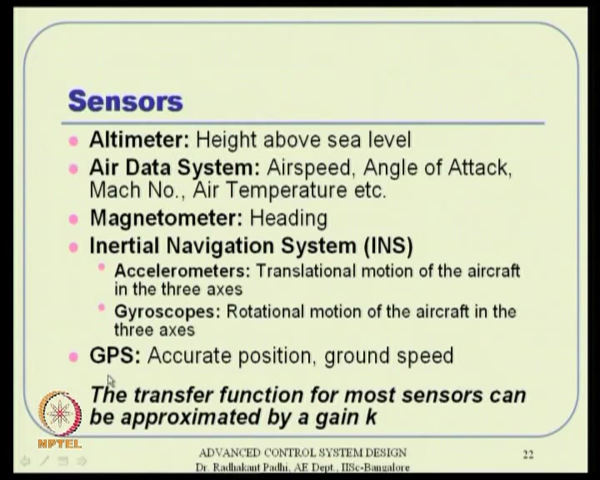 Sensors
Altimeter: Height above sea level
Air Data System: Airspeed, Angle of Attack,
Mach No., Air Temperature etc.
Magnetometer: Heading
Inertial Navigation System (INS)
Accelerometers: Translational motion of the aircraft
in the three axes
Gyroscopes: Rotational motion of the aircraft in the
three axes
GPS: Accurate position, ground speed
The transfer function for most sensors can
be approximated by a gain k
NPTEL
ADVANCED CONTROL SYSTEM DESIGN
Dr. Radhakant Padhi, AE Dept., IISc-Bangalore
22